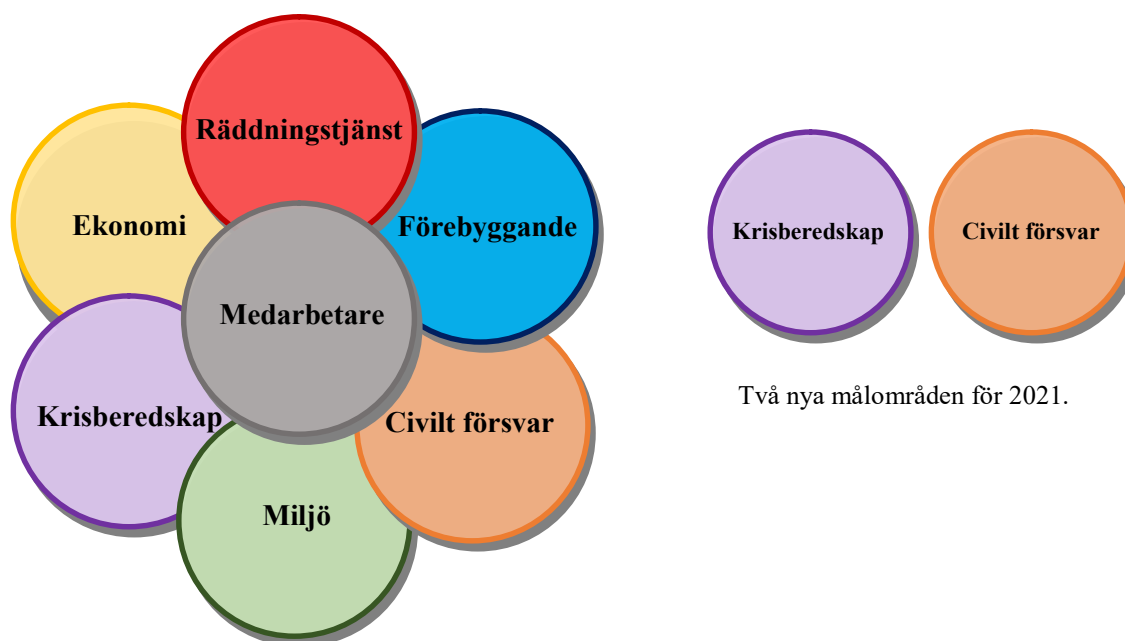 Räddningstjänst
Ekonomi
Förebyggande
Medarbetare
Krisberedskap
Civilt försvar
Miljö
Krisberedskap
Civilt försvar
Två nya målområden för 2021.